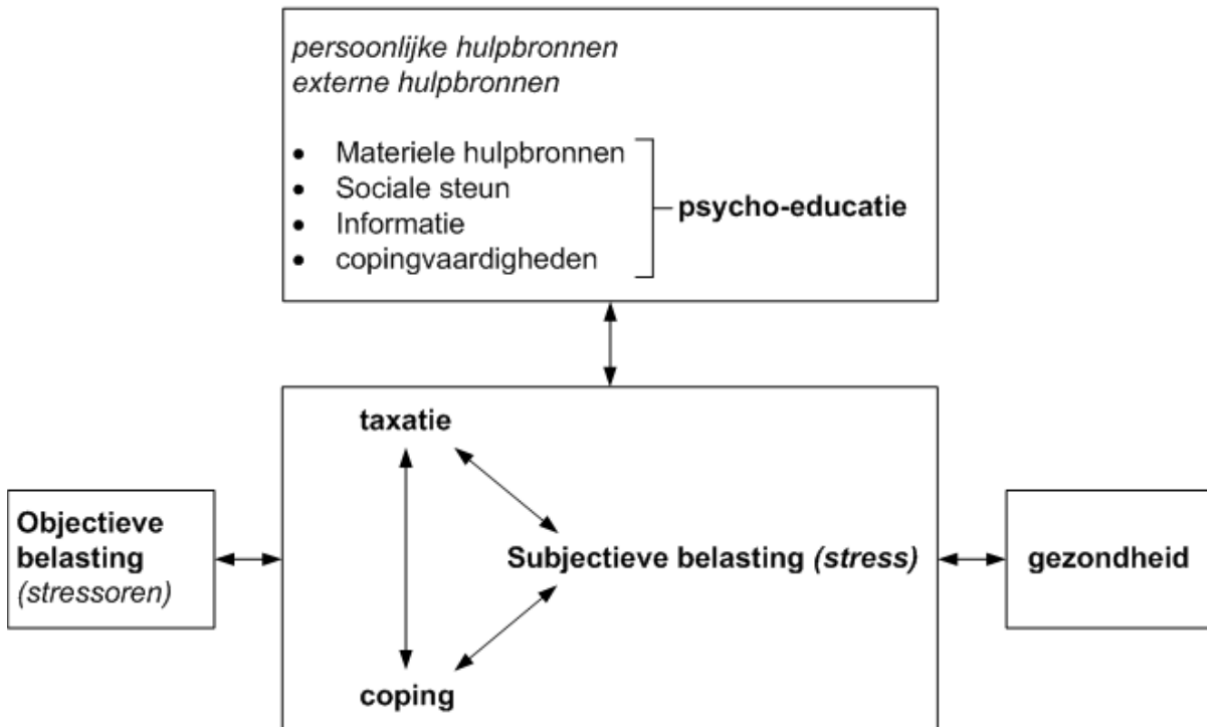 persoonlijke hulpbronnen
externe hulpbronnen
• Materiele hulpbronnen
• Sociale steun
• Informatie
• copingvaardigheden
psycho-educatie
taxatie
Objectieve
belasting
(stressoren)
Subjectieve belasting (stress)
gezondheid
coping